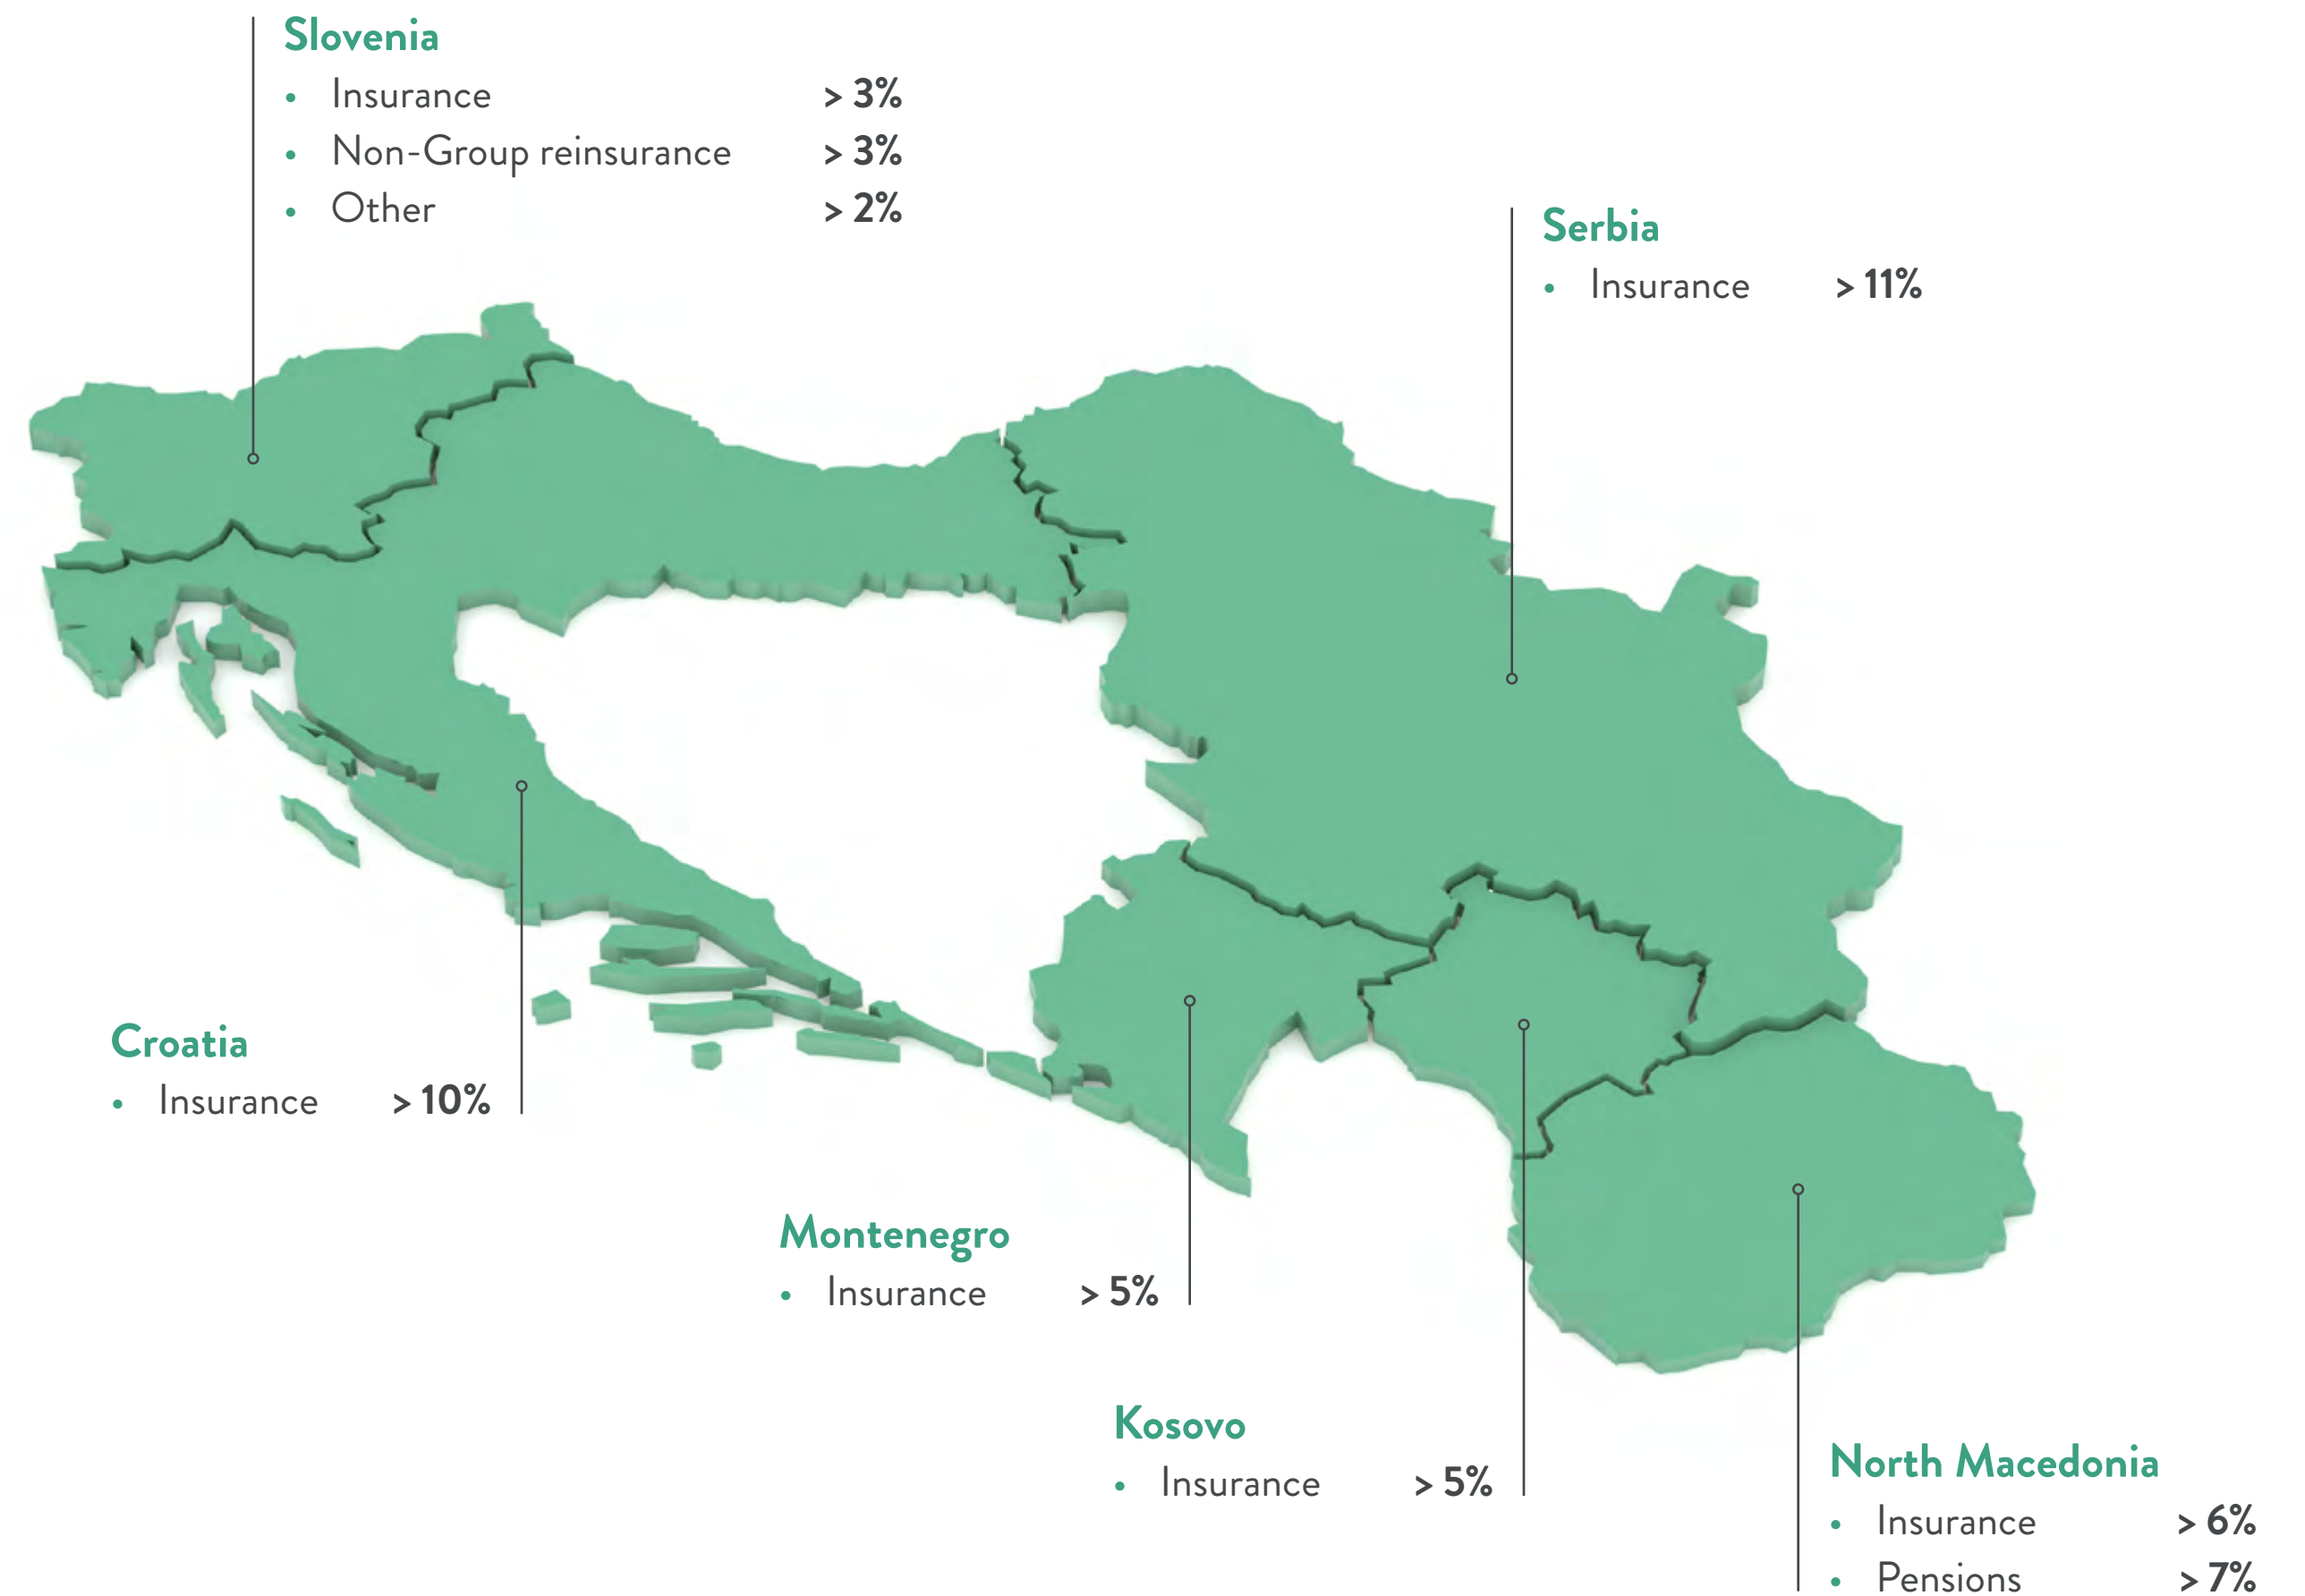 Slovenia
• Insurance > 3%
• Non-Group reinsurance > 3%
• Other > 2%
Serbia
• Insurance > 11%
Croatia
• Insurance > 10%
Montenegro
• Insurance > 5%
Kosovo
• Insurance > 5%
North Macedonia
• Insurance > 6%
• Pensions > 7%